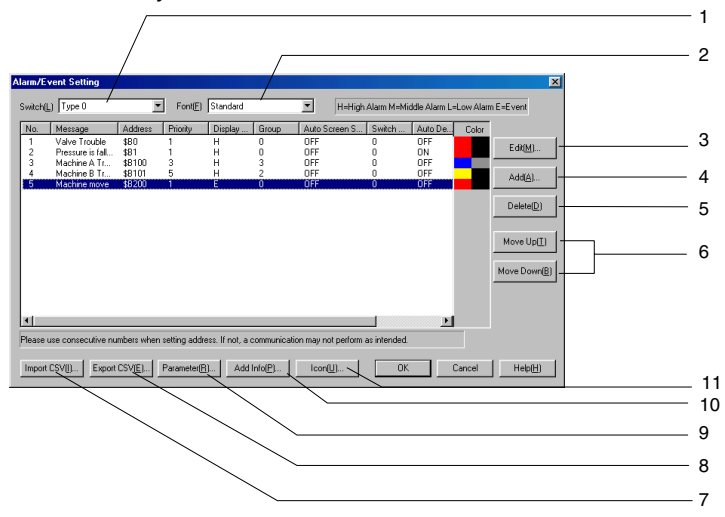 1
2
Alarm/Event Setting
Switch(L) Type 0 Font(F) Standard H=High Alarm M=Middle Alarm L=Low Alarm E=Event
No. Message Address Priority Display ... Group Auto Screen S... Switch ... Auto De... Color
1 Valve Trouble $B0 1 H 0 OFF 0 OFF
2 Pressure is fall... $B1 1 H 0 OFF 0 ON
3 Machine A Tr... $B100 3 H 3 OFF 0 OFF
4 Machine B Tr... $B101 5 H 2 OFF 0 OFF
5 Machine move $B200 1 E 0 OFF 0 OFF
Edit(M)... 3
Add(A)... 4
Delete(D) 5
Move Up(T)
6
Move Down(B)
Please use consecutive numbers when setting address. If not, a communication may not perform as intended.
Import CSV(I)... Export CSV(E)... Parameter(R)... Add Info(P)... Icon(U)... OK Cancel Help(H)
11
10
9
8
7